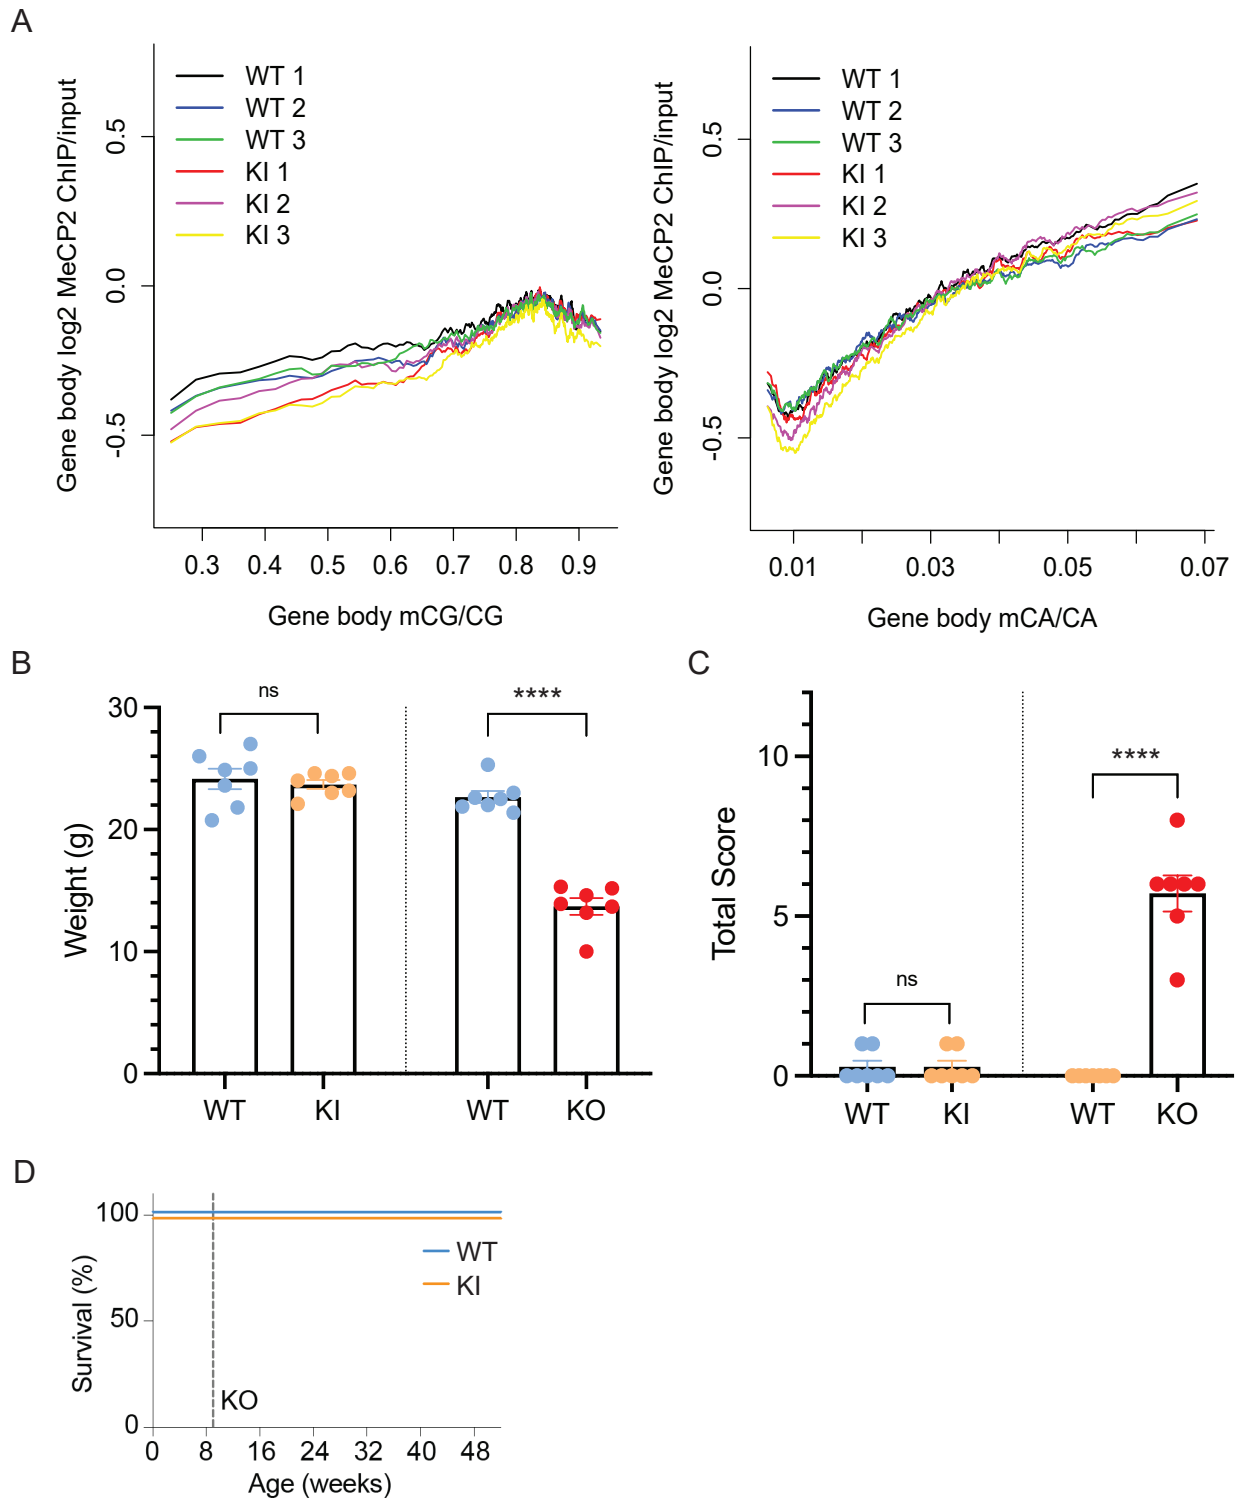 A
Gene body log2 MeCP2 ChIP/input
0.5
0.0
-0.5
WT 1
WT 2
WT 3
KI 1
KI 2
KI 3
0.3 0.4 0.5 0.6 0.7 0.8 0.9
Gene body mCG/CG
Gene body log2 MeCP2 ChIP/input
0.5
0.0
-0.5
WT 1
WT 2
WT 3
KI 1
KI 2
KI 3
0.01 0.03 0.05 0.07
Gene body mCA/CA
B
Weight (g)
30
20
10
0
ns
****
WT KI WT KO
C
Total Score
10
5
0
ns
****
WT KI WT KO
D
Survival (%)
100
50
0
WT
KI
KO
0 8 16 24 32 40 48
Age (weeks)